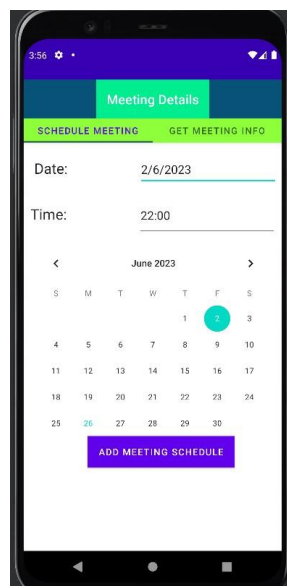 3:56
Meeting Details
SCHEDULE MEETING GET MEETING INFO
Date: 2/6/2023
Time: 22:00
June 2023
S M T W T F S
1 2 3
4 5 6 7 8 9 10
11 12 13 14 15 16 17
18 19 20 21 22 23 24
25 26 27 28 29 30
ADD MEETING SCHEDULE